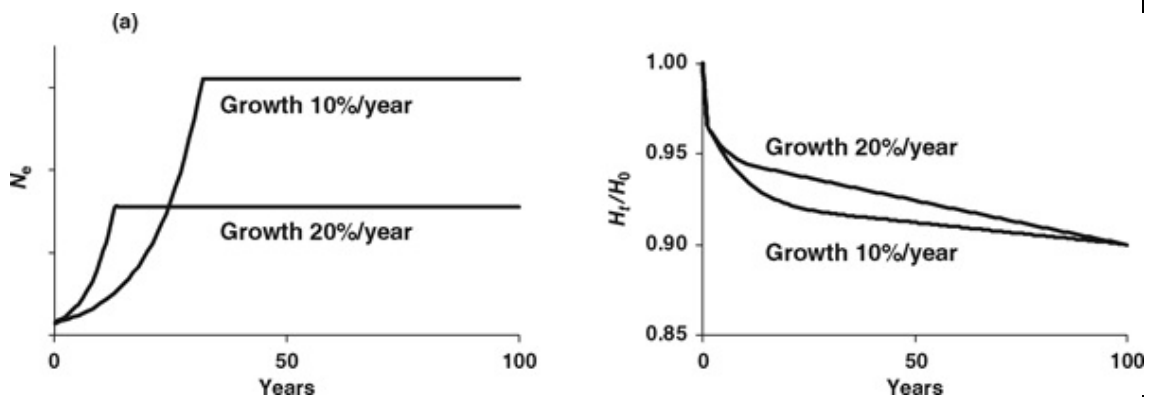 (a)
Growth 10%/year
Growth 20%/year
Nₑ
0
50
100
Years
1.00
0.95
0.90
0.85
Growth 20%/year
Growth 10%/year
Hₜ/H₀
0
50
100
Years